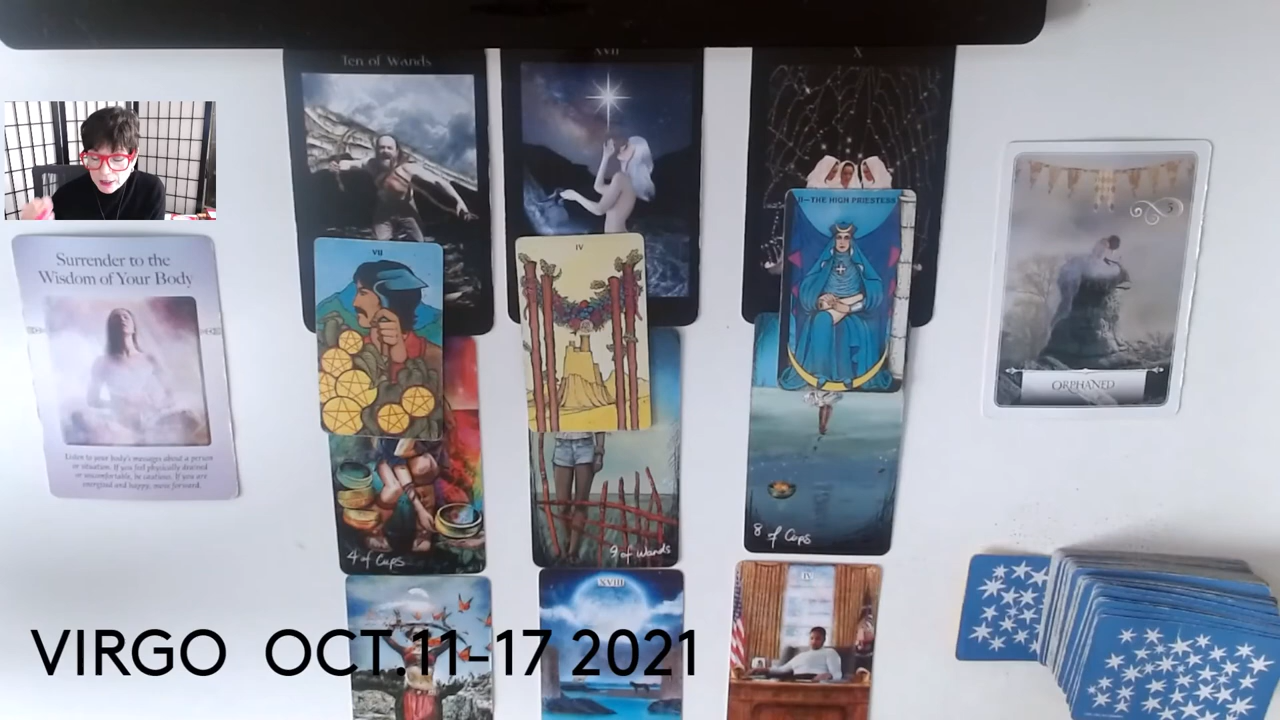 Ten of Wands
XVII
X
II–THE HIGH PRIESTESS
Surrender to the
Wisdom of Your Body
Listen to your body's messages about a person
or situation. If you feel physically drained
or uncomfortable, be cautious. If you are
energized and happy, move forward.
VII
IV
5
ORPHANED
4 of Cups
9 of Wands
8 of Cups
XVIII
IV
VIRGO OCT.11-17 2021